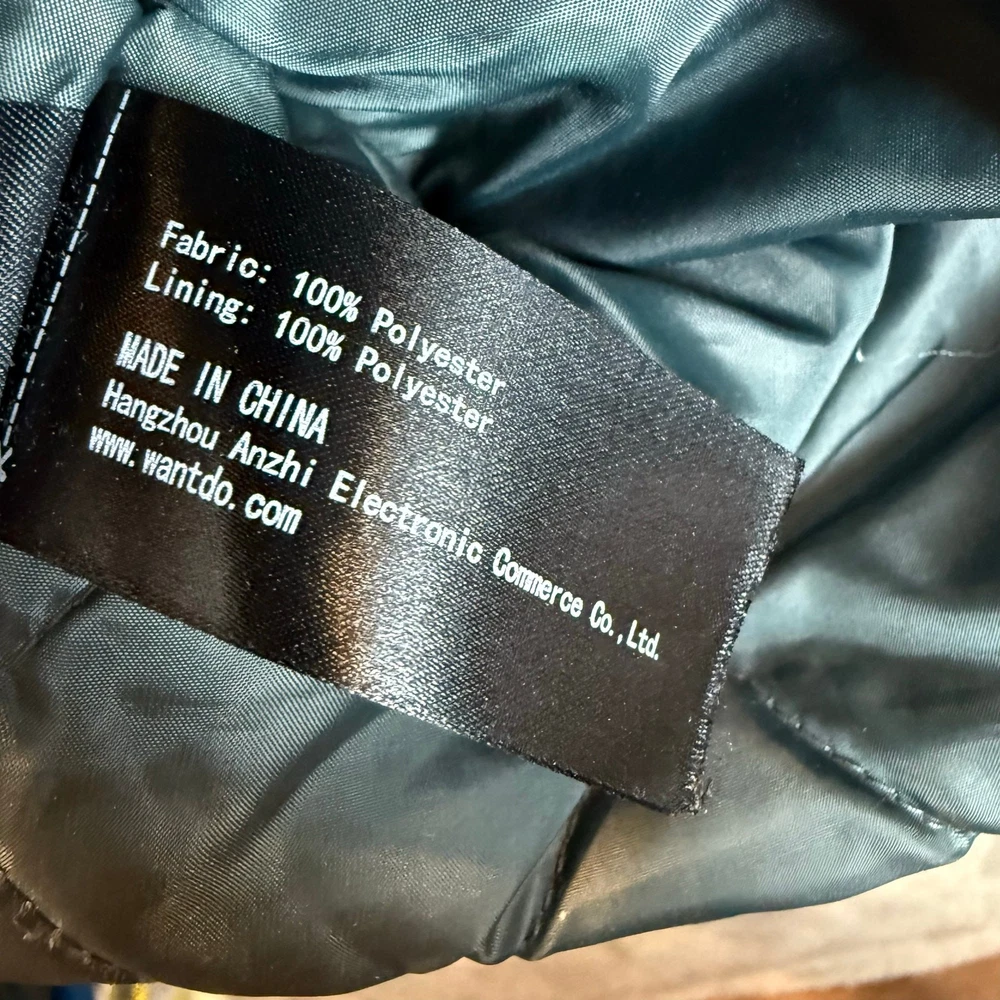 Fabric: 100% Polyester
Lining: 100% Polyester
MADE IN CHINA
Hangzhou Anzhi Electronic Commerce Co.,Ltd.
www.wantdo.com